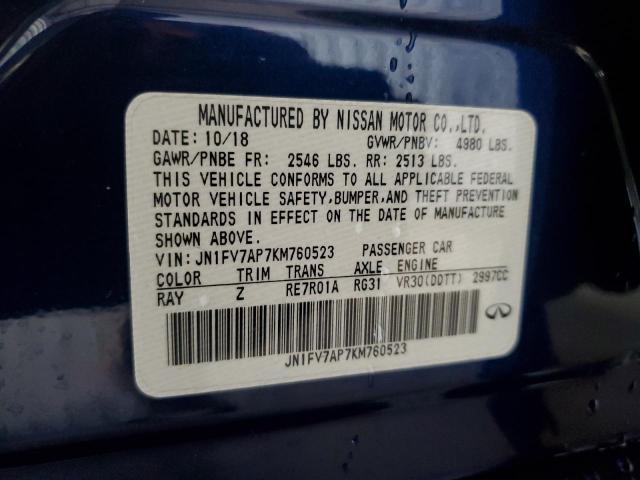 MANUFACTURED BY NISSAN MOTOR CO.,LTD.
DATE: 10/18 GVWR/PNBV: 4980 LBS.
GAWR/PNBE FR: 2546 LBS. RR: 2513 LBS.
THIS VEHICLE CONFORMS TO ALL APPLICABLE FEDERAL
MOTOR VEHICLE SAFETY,BUMPER,AND THEFT PREVENTION
STANDARDS IN EFFECT ON THE DATE OF MANUFACTURE
SHOWN ABOVE.
VIN: JN1FV7AP7KM760523 PASSENGER CAR
COLOR TRIM TRANS AXLE ENGINE
RAY Z RE7R01A RG31 VR30(DDTT) 2997CC
JN1FV7AP7KM760523